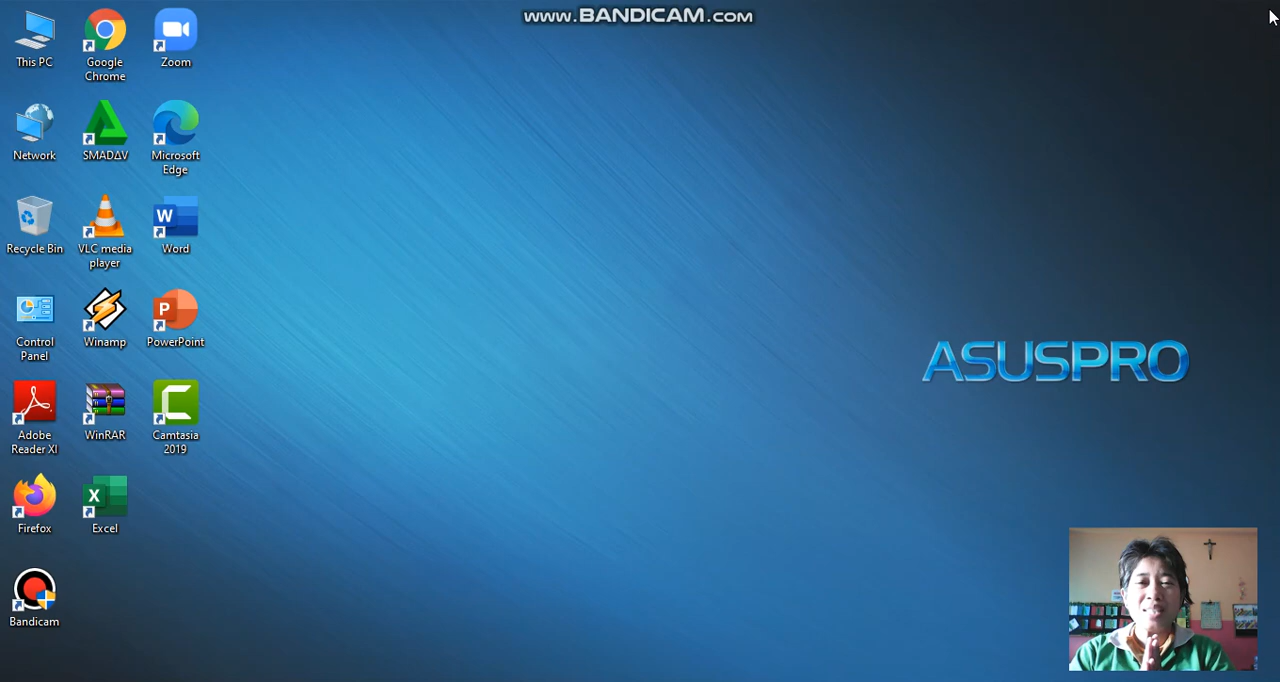 www.BANDICAM.com
This PC
Google
Chrome
Zoom
Network
SMADΔV
Microsoft
Edge
Recycle Bin
VLC media
player
W
Word
Control
Panel
Winamp
P
PowerPoint
Adobe
Reader XI
WinRAR
C
Camtasia
2019
Firefox
X
Excel
Bandicam
ASUSPRO